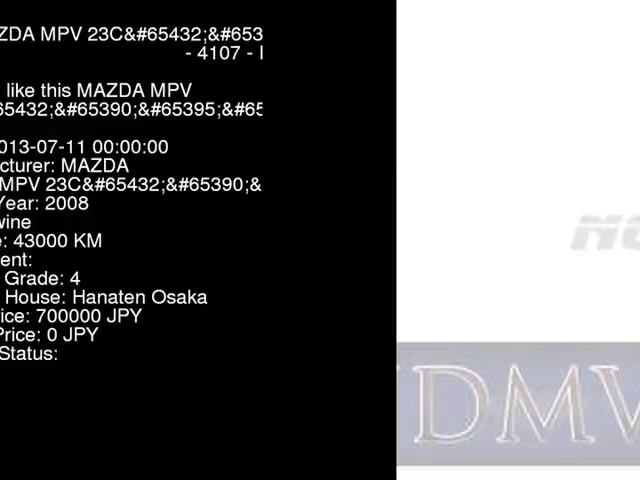 ZDA MPV 23C&#65432;&#653
- 4107 - I
like this MAZDA MPV
65432;&#65390;&#65395;&#65
013-07-11 00:00:00
cturer: MAZDA
MPV 23C&#65432;&#65390;&
Year: 2008
wine
e: 43000 KM
ent:
Grade: 4
House: Hanaten Osaka
ice: 700000 JPY
Price: 0 JPY
Status:
NO
DMV